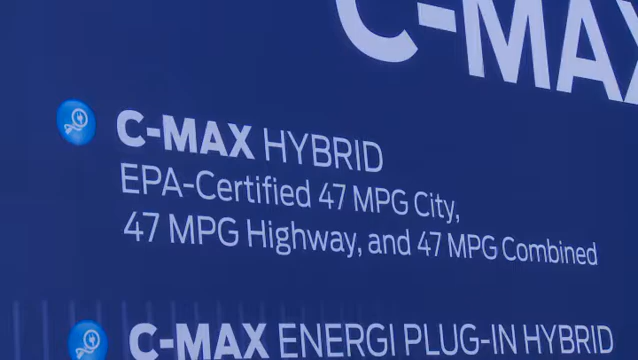 C-MAX
C-MAX HYBRID
EPA-Certified 47 MPG City,
47 MPG Highway, and 47 MPG Combined
C-MAX ENERGI PLUG-IN HYBRID